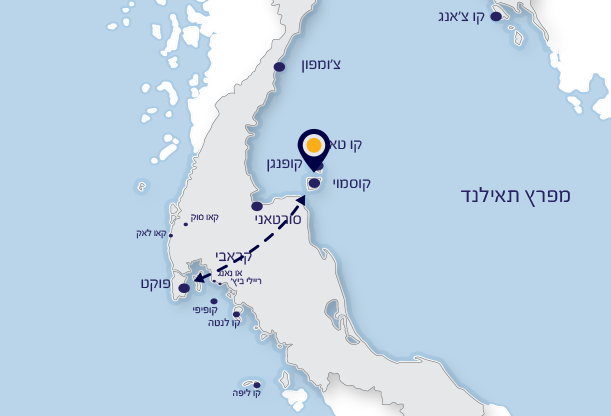 קו צ'אנג
צ'ומפון
קו טאו
קופנגן
קוסמוי
מפרץ תאילנד
קאו סוק
סורטאני
קאו לאק
קראבי
או נאנג
ריילי ביץ'
פוקט
קופיפי
קו לנטה
קו ליפה